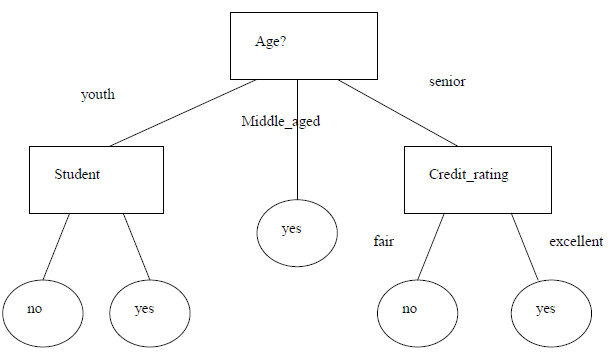 Age?
youth
senior
Middle_aged
Student
Credit_rating
yes
fair
excellent
no
yes
no
yes